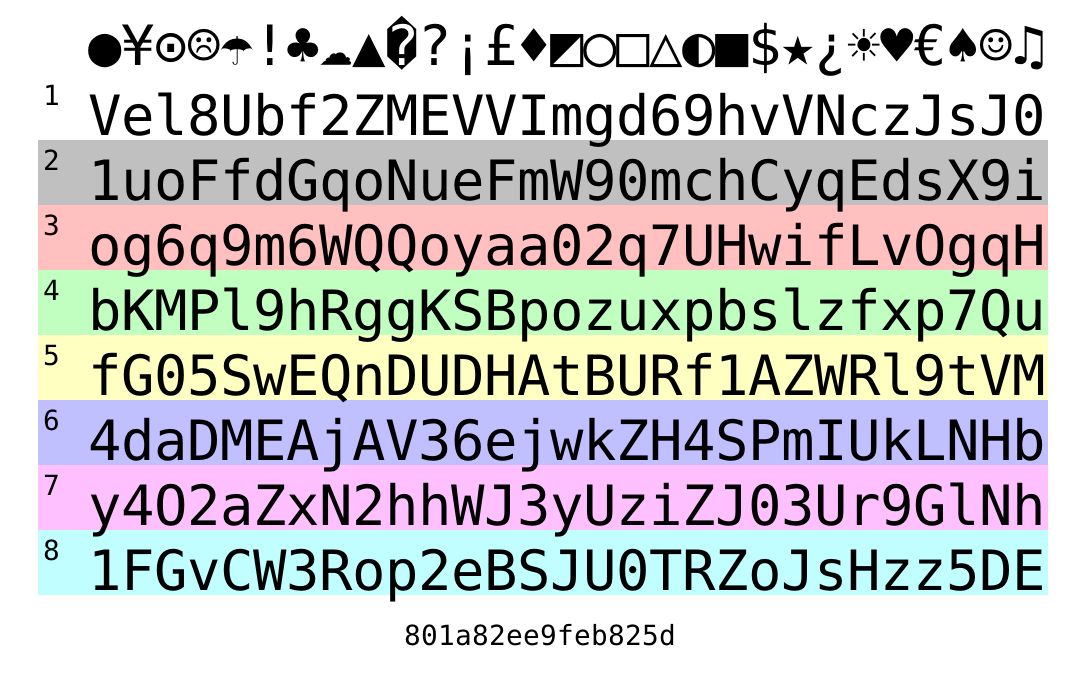 ●¥⊙☹☂!♣☁▲�?¡£♦◩○□△◐■$★¿☀♥€♠☺♫
1 Vel8Ubf2ZMEVVImgd69hvVNczJsJ0
2 1uoFfdGqoNueFmW90mchCyqEdsX9i
3 og6q9m6WQQoyaa02q7UHwifLvOgqH
4 bKMPl9hRggKSBpozuxpbslzfxp7Qu
5 fG05SwEQnDUDHAtBURf1AZWRl9tVM
6 4daDMEAjAV36ejwkZH4SPmIUkLNHb
7 y4O2aZxN2hhWJ3yUziZJ03Ur9GlNh
8 1FGvCW3Rop2eBSJU0TRZoJsHzz5DE
801a82ee9feb825d